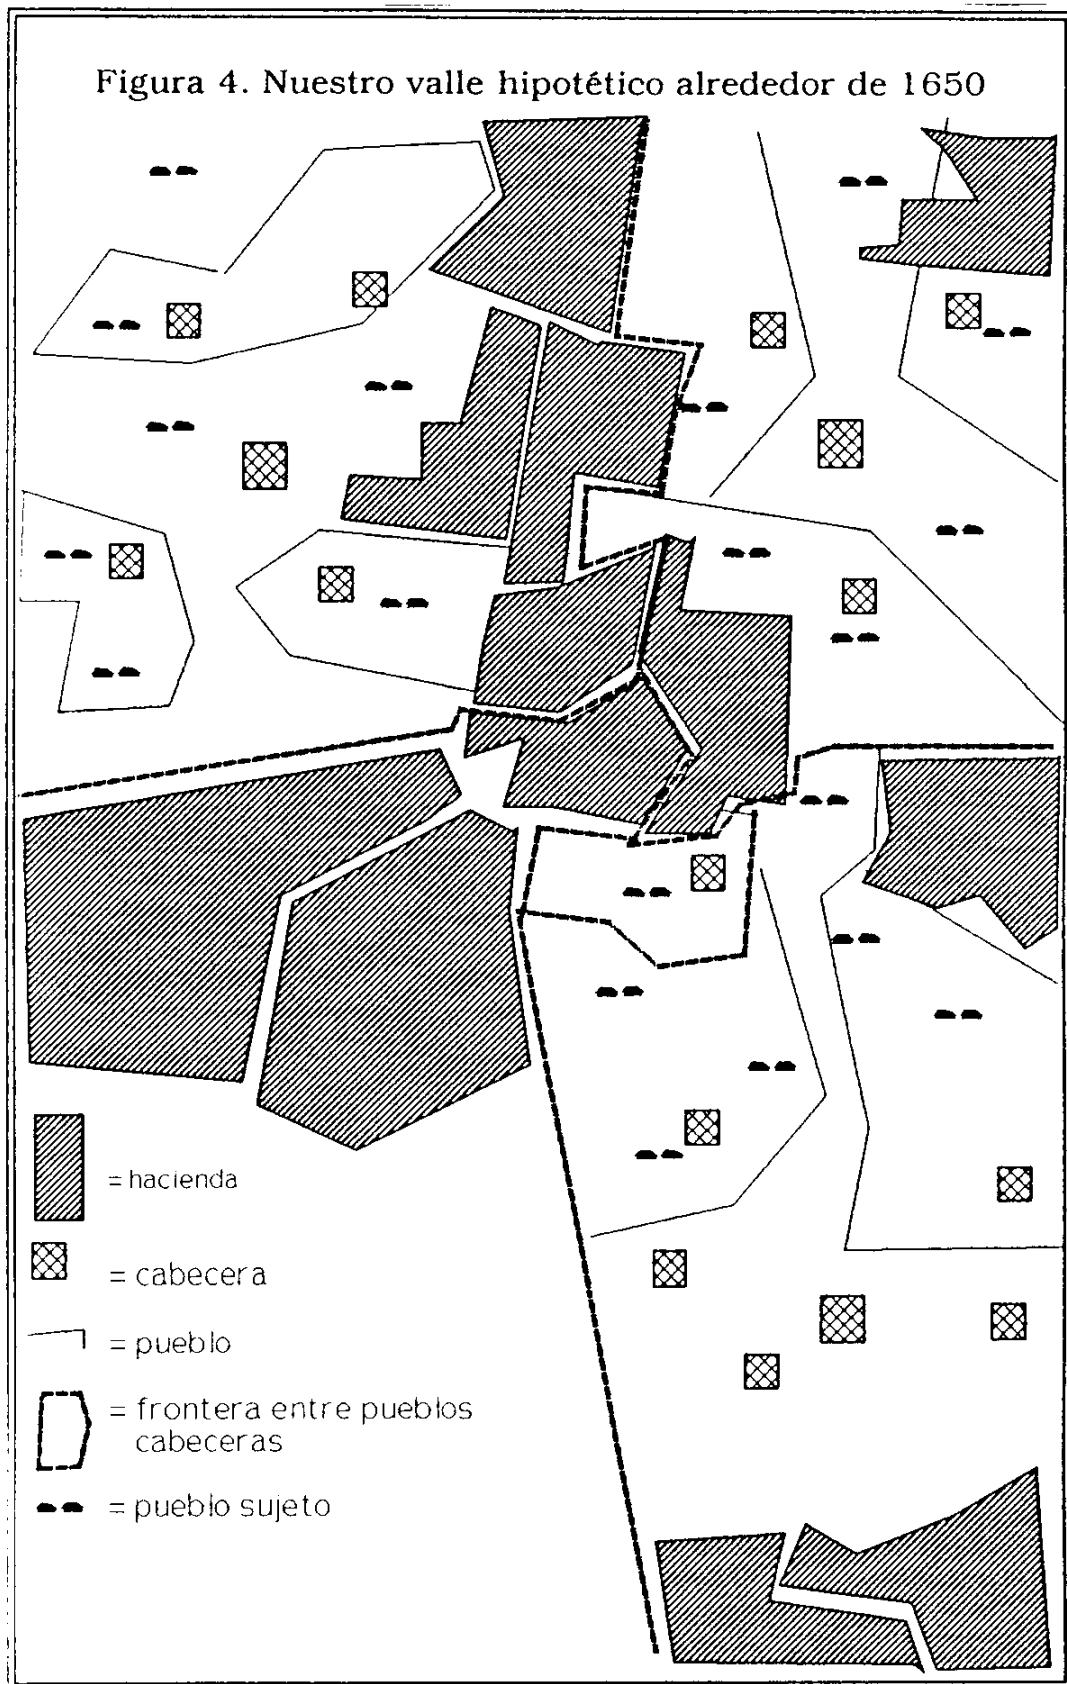 Figura 4. Nuestro valle hipotético alrededor de 1650
= hacienda
= cabecera
= pueblo
= frontera entre pueblos
cabeceras
= pueblo sujeto